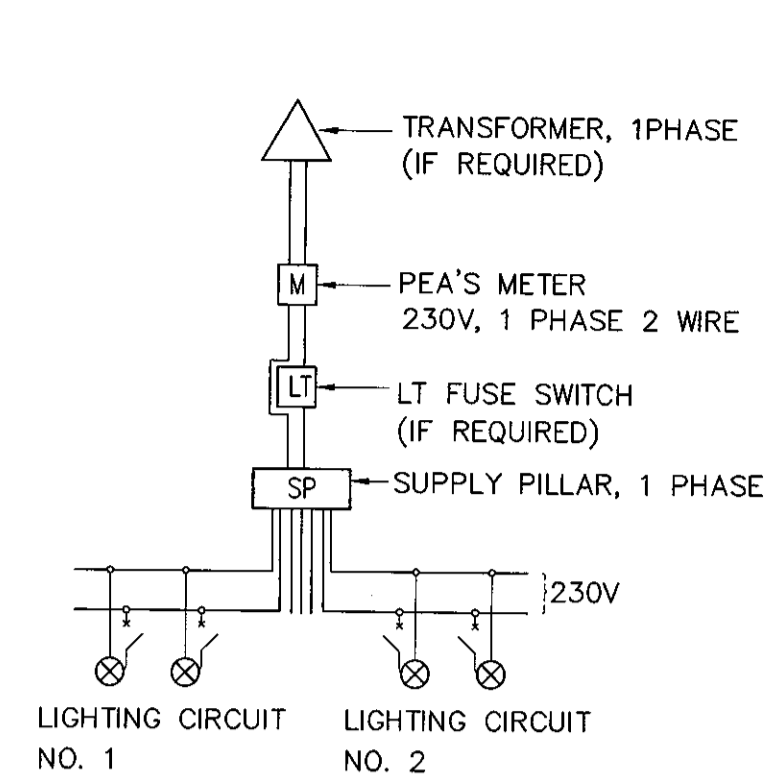 TRANSFORMER, 1PHASE
(IF REQUIRED)
M
PEA'S METER
230V, 1 PHASE 2 WIRE
LT
LT FUSE SWITCH
(IF REQUIRED)
SP
SUPPLY PILLAR, 1 PHASE
230V
LIGHTING CIRCUIT
NO. 1
LIGHTING CIRCUIT
NO. 2